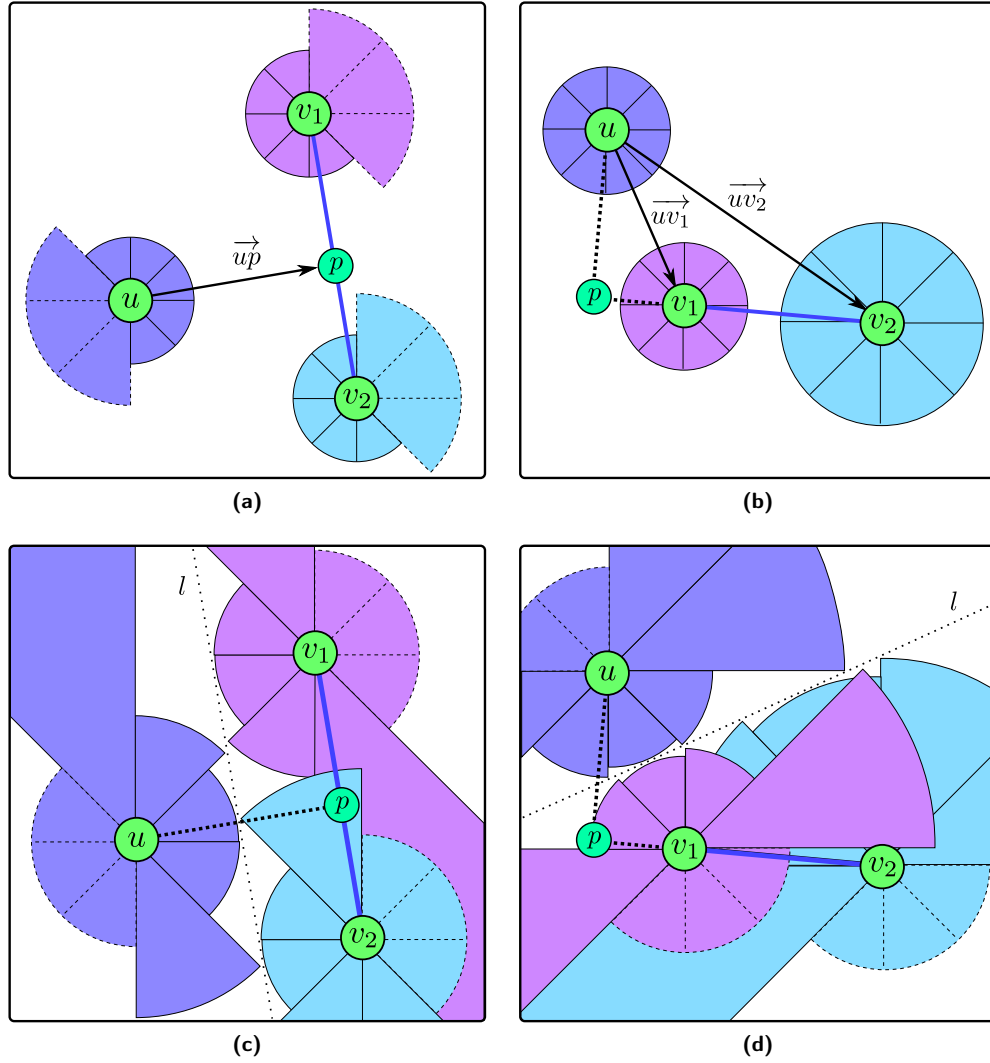 v₁
p
u
v₂
→up
(a)
u
→uv₁
→uv₂
p
v₁
v₂
(b)
l
v₁
p
u
v₂
(c)
l
u
p
v₁
v₂
(d)